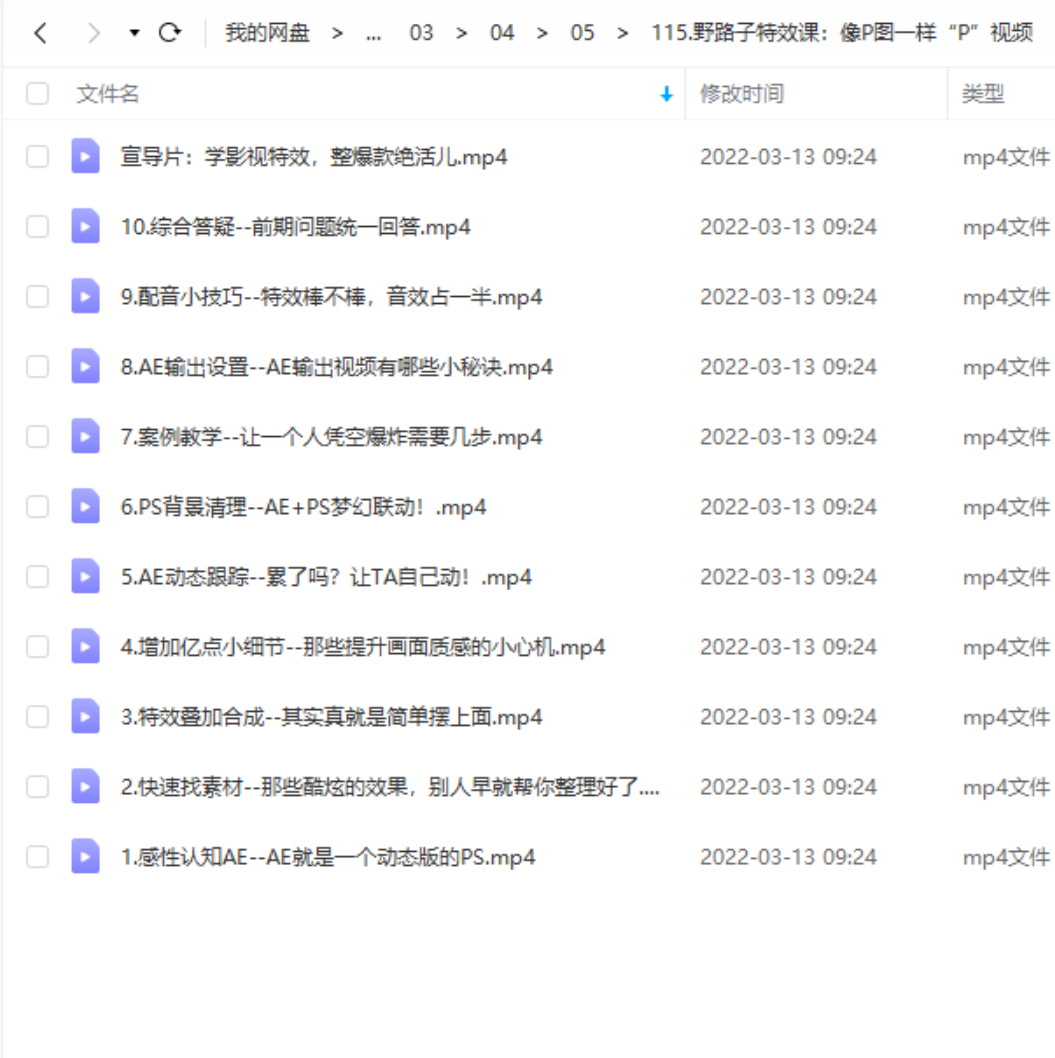 我的网盘 > ... 03 > 04 > 05 > 115.野路子特效课：像P图一样“P”视频
文件名 修改时间 类型
宣导片：学影视特效，整爆款绝活儿.mp4 2022-03-13 09:24 mp4文件
10.综合答疑--前期问题统一回答.mp4 2022-03-13 09:24 mp4文件
9.配音小技巧--特效棒不棒，音效占一半.mp4 2022-03-13 09:24 mp4文件
8.AE输出设置--AE输出视频有哪些小秘诀.mp4 2022-03-13 09:24 mp4文件
7.案例教学--让一个人凭空爆炸需要几步.mp4 2022-03-13 09:24 mp4文件
6.PS背景清理--AE+PS梦幻联动！.mp4 2022-03-13 09:24 mp4文件
5.AE动态跟踪--累了吗？让TA自己动！.mp4 2022-03-13 09:24 mp4文件
4.增加亿点小细节--那些提升画面质感的小心机.mp4 2022-03-13 09:24 mp4文件
3.特效叠加合成--其实真就是简单摆上面.mp4 2022-03-13 09:24 mp4文件
2.快速找素材--那些酷炫的效果，别人早就帮你整理好了.... 2022-03-13 09:24 mp4文件
1.感性认知AE--AE就是一个动态版的PS.mp4 2022-03-13 09:24 mp4文件